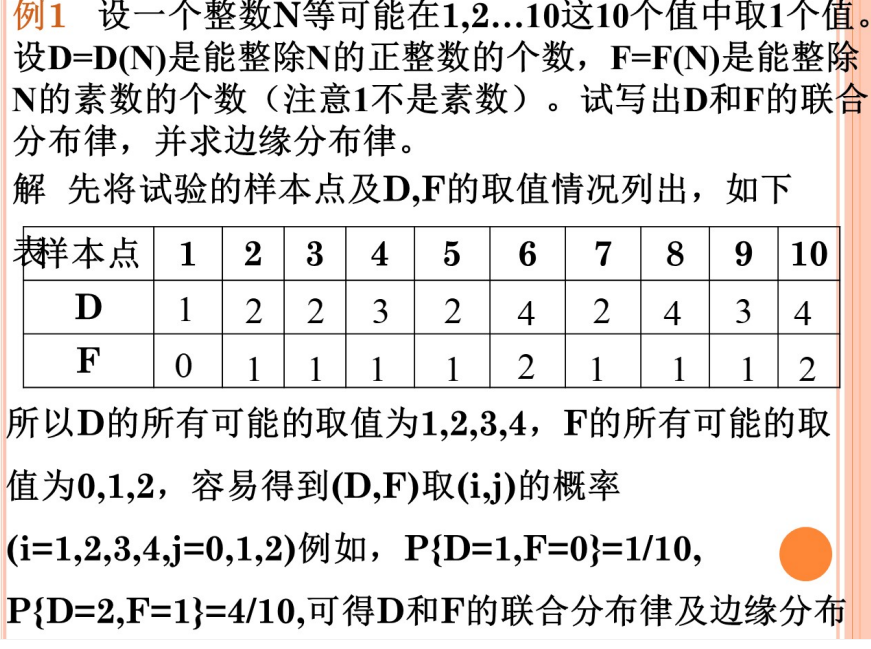 例1 设一个整数N等可能在1,2…10这10个值中取1个值。
设D=D(N)是能整除N的正整数的个数，F=F(N)是能整除
N的素数的个数（注意1不是素数）。试写出D和F的联合
分布律，并求边缘分布律。
解 先将试验的样本点及D,F的取值情况列出，如下
表
样本点 1 2 3 4 5 6 7 8 9 10
D 1 2 2 3 2 4 2 4 3 4
F 0 1 1 1 1 2 1 1 1 2
所以D的所有可能的取值为1,2,3,4，F的所有可能的取
值为0,1,2，容易得到(D,F)取(i,j)的概率
(i=1,2,3,4,j=0,1,2)例如，P{D=1,F=0}=1/10,
P{D=2,F=1}=4/10,可得D和F的联合分布律及边缘分布